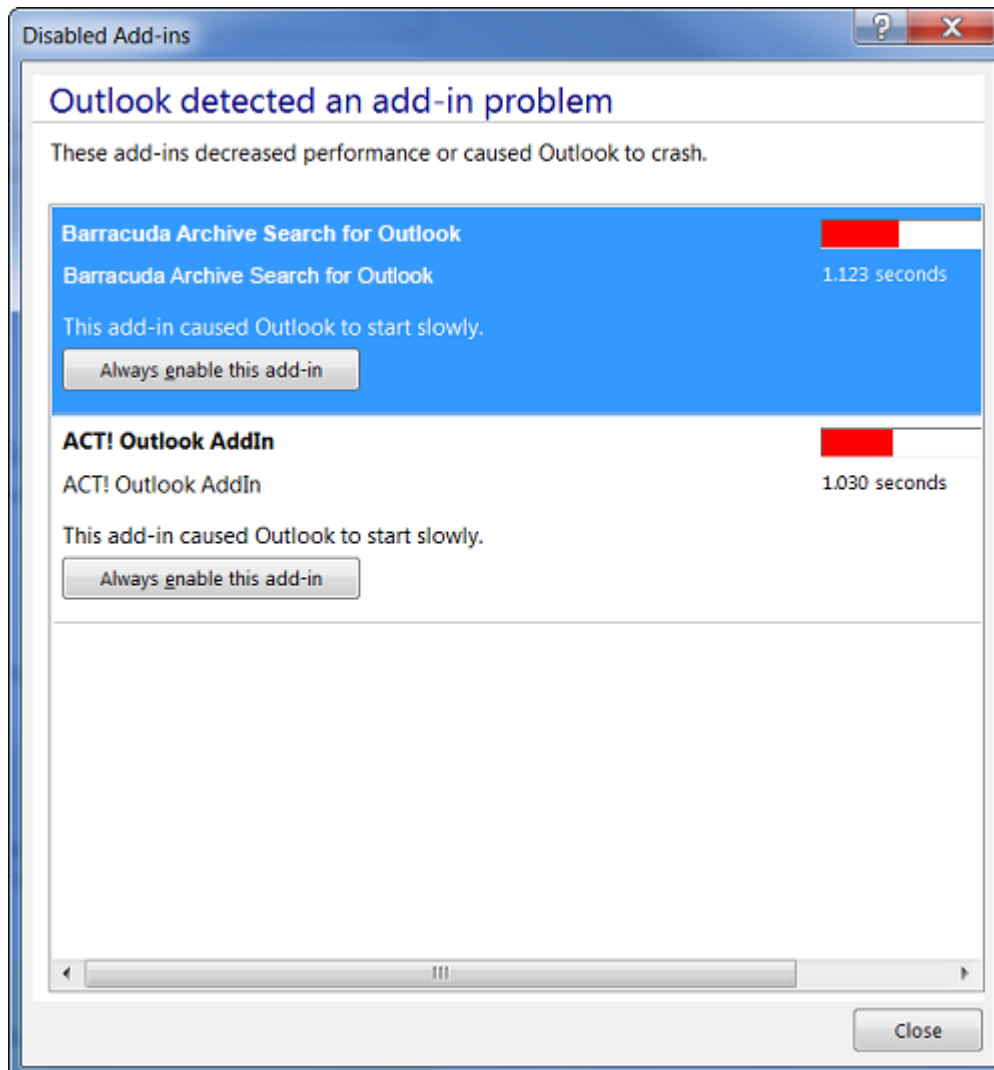 Disabled Add-ins
Outlook detected an add-in problem
These add-ins decreased performance or caused Outlook to crash.
Barracuda Archive Search for Outlook
Barracuda Archive Search for Outlook
1.123 seconds
This add-in caused Outlook to start slowly.
Always enable this add-in
ACT! Outlook AddIn
ACT! Outlook AddIn
1.030 seconds
This add-in caused Outlook to start slowly.
Always enable this add-in
Close